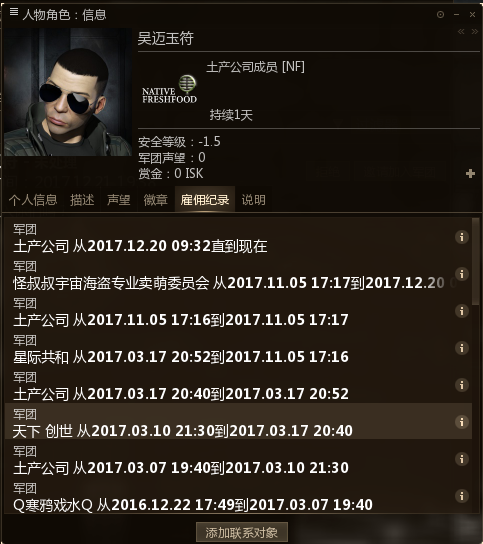 人物角色：信息
吴迈玉符
土产公司成员 [NF]
NATIVE
FRESHFOOD
持续1天
安全等级：-1.5
军团声望：0
赏金：0 ISK
个人信息 描述 声望 徽章 雇佣纪录 说明
军团
土产公司 从2017.12.20 09:32直到现在
军团
怪叔叔宇宙海盗专业卖萌委员会 从2017.11.05 17:17到2017.12.20
军团
土产公司 从2017.11.05 17:16到2017.11.05 17:17
军团
星际共和 从2017.03.17 20:52到2017.11.05 17:16
军团
土产公司 从2017.03.17 20:40到2017.03.17 20:52
军团
天下 创世 从2017.03.10 21:30到2017.03.17 20:40
军团
土产公司 从2017.03.07 19:40到2017.03.10 21:30
军团
Q寒鸦戏水Q 从2016.12.22 17:49到2017.03.07 19:40
添加联系对象